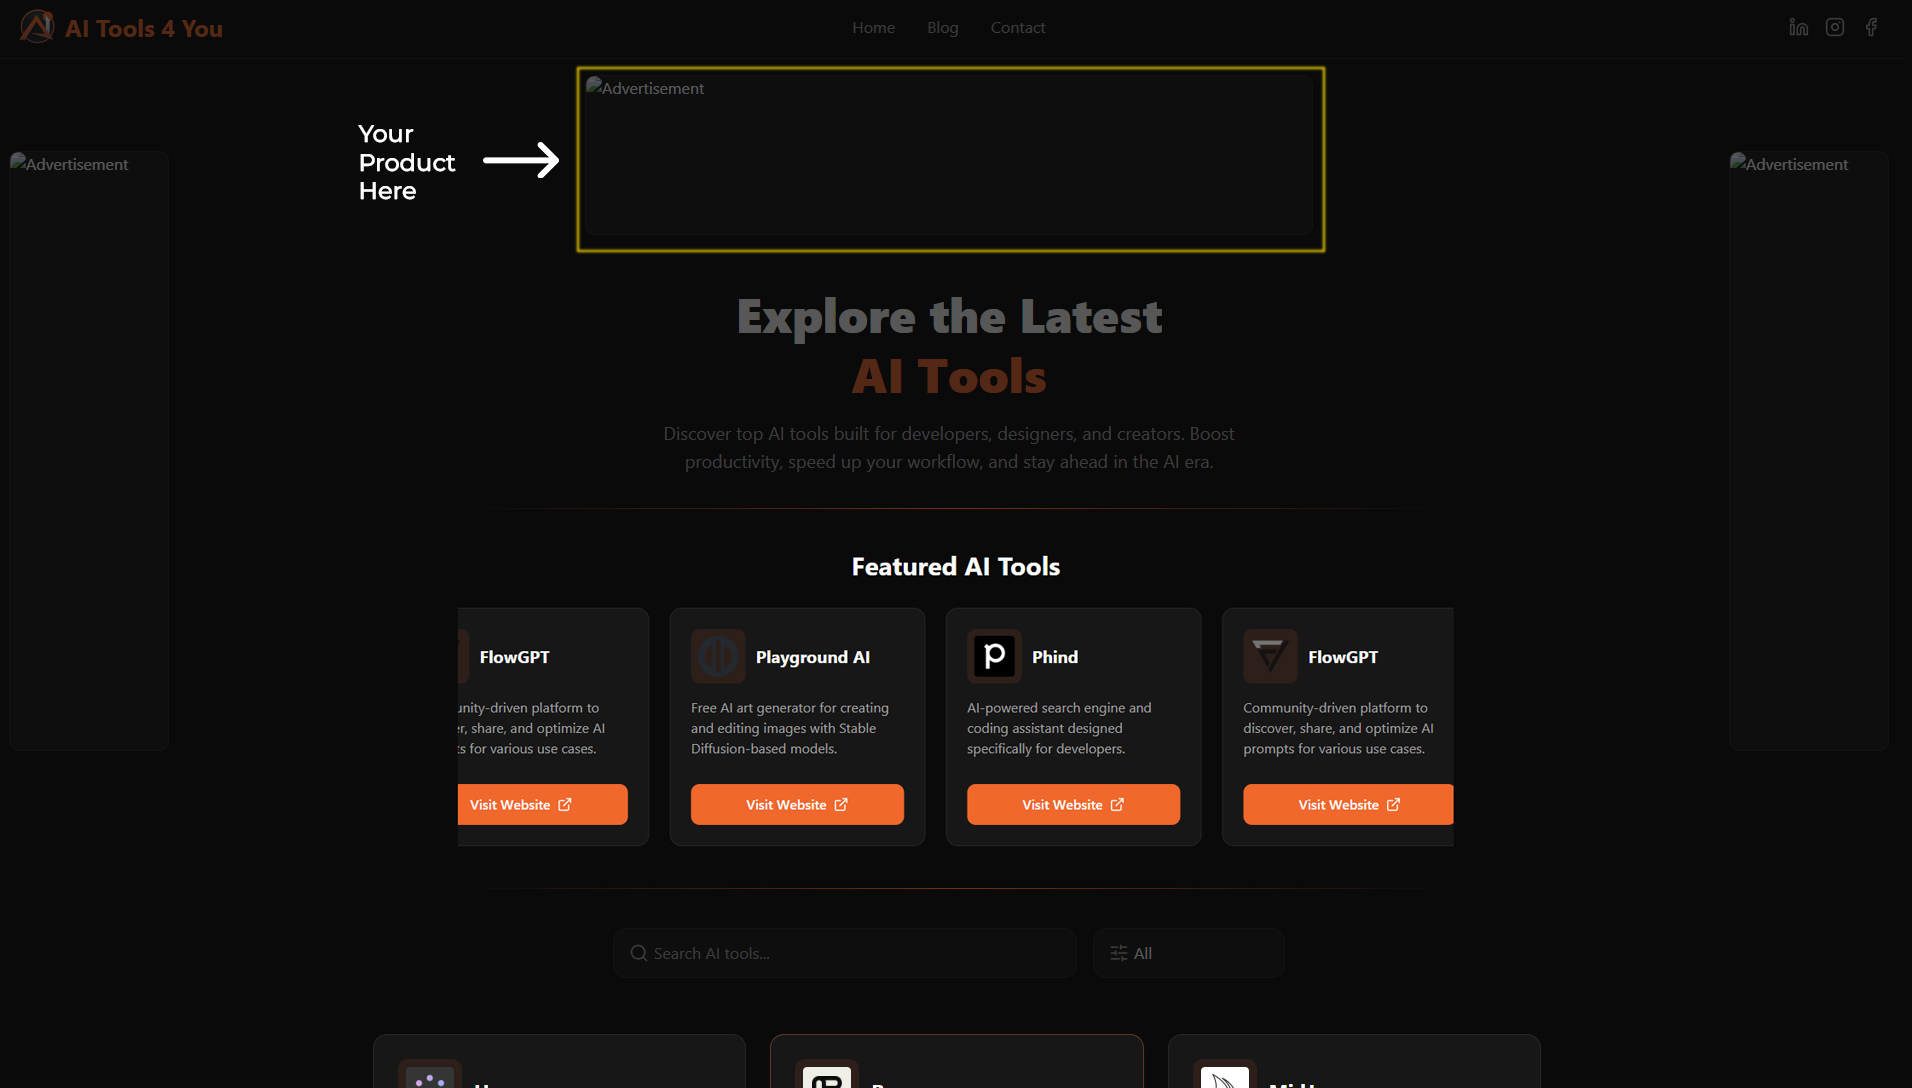 AI Tools 4 You
Home
Blog
Contact
Advertisement
Your
Product
Here
Advertisement
Advertisement
Explore the Latest
AI Tools
Discover top AI tools built for developers, designers, and creators. Boost
productivity, speed up your workflow, and stay ahead in the AI era.
Featured AI Tools
FlowGPT
platform to
share, and optimize AI
for various use cases.
Visit Website
Playground AI
Free AI art generator for creating
and editing images with Stable
Diffusion-based models.
Visit Website
Phind
AI-powered search engine and
coding assistant designed
specifically for developers.
Visit Website
FlowGPT
Community-driven platform to
discover, share, and optimize AI
prompts for various use cases.
Visit Website
Search AI tools...
All